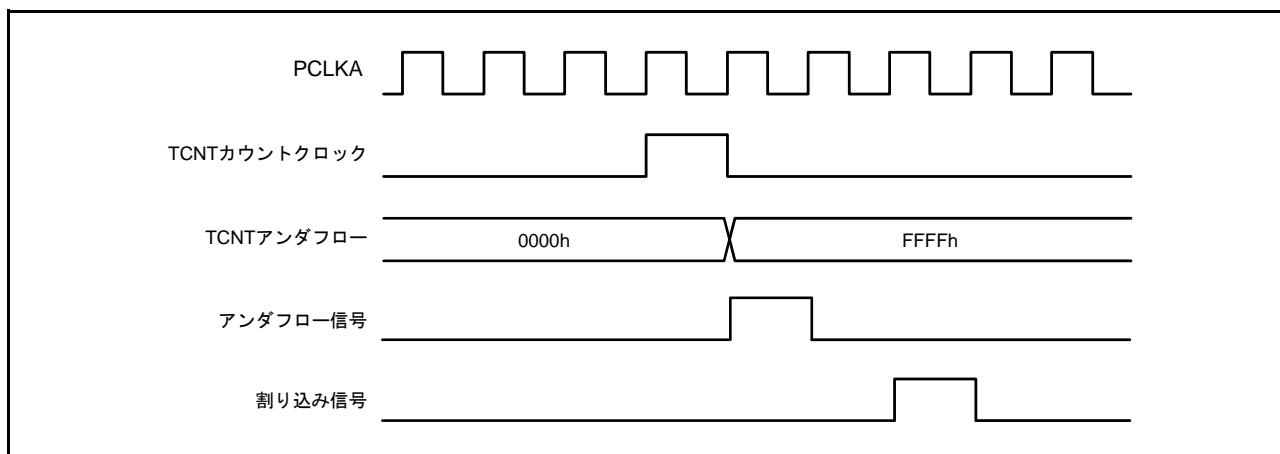 PCLKA
TCNTカウントクロック
TCNTアンダフロー
0000h
FFFFh
アンダフロー信号
割り込み信号